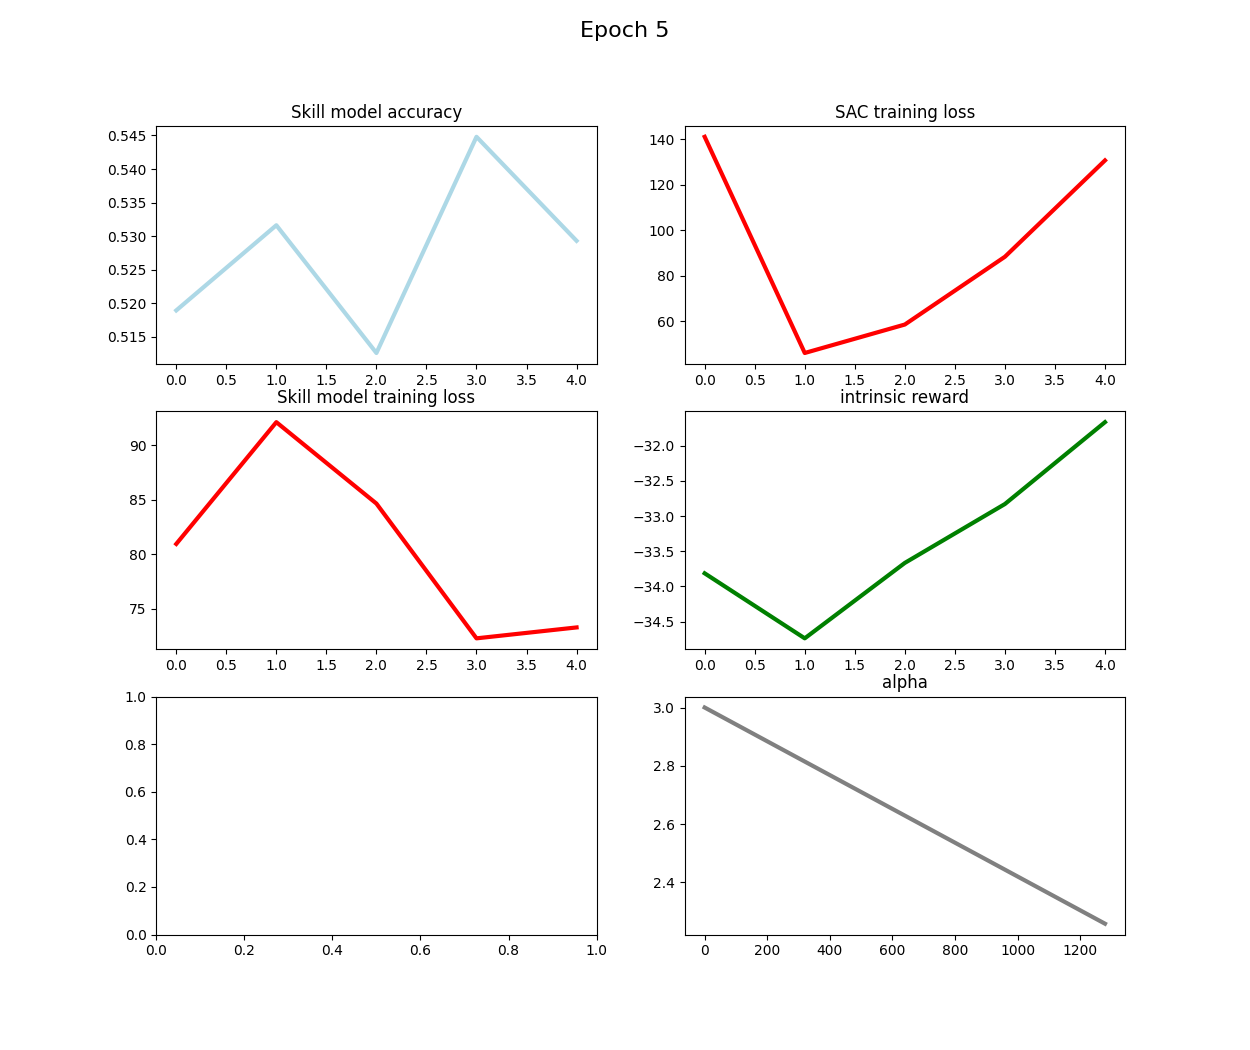 Epoch 5
Skill model accuracy
0.545
0.540
0.535
0.530
0.525
0.520
0.515
0.0 0.5 1.0 1.5 2.0 2.5 3.0 3.5 4.0
SAC training loss
140
120
100
80
60
0.0 0.5 1.0 1.5 2.0 2.5 3.0 3.5 4.0
Skill model training loss
90
85
80
75
0.0 0.5 1.0 1.5 2.0 2.5 3.0 3.5 4.0
intrinsic reward
−32.0
−32.5
−33.0
−33.5
−34.0
−34.5
0.0 0.5 1.0 1.5 2.0 2.5 3.0 3.5 4.0
1.0
0.8
0.6
0.4
0.2
0.0
0.0 0.2 0.4 0.6 0.8 1.0
alpha
3.0
2.8
2.6
2.4
0 200 400 600 800 1000 1200